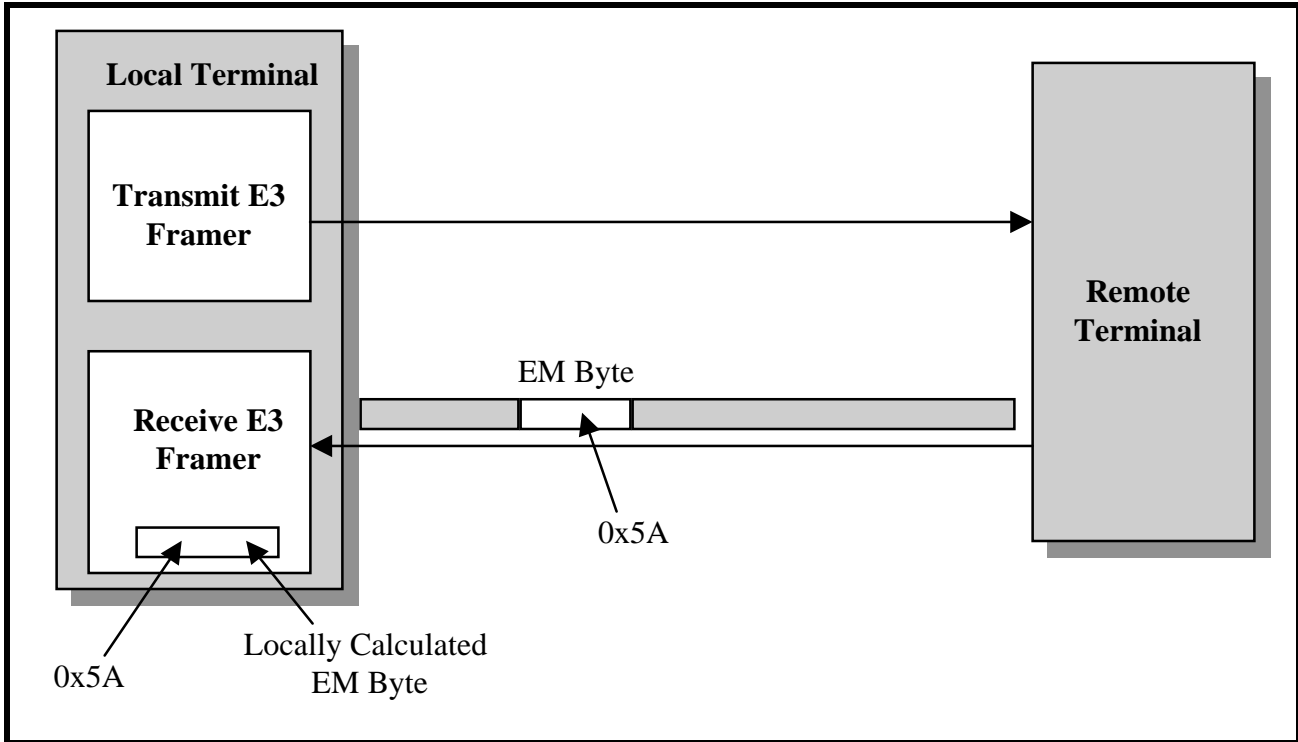 Local Terminal
Transmit E3
Framer
Remote
Terminal
EM Byte
Receive E3
Framer
0x5A
Locally Calculated
EM Byte
0x5A